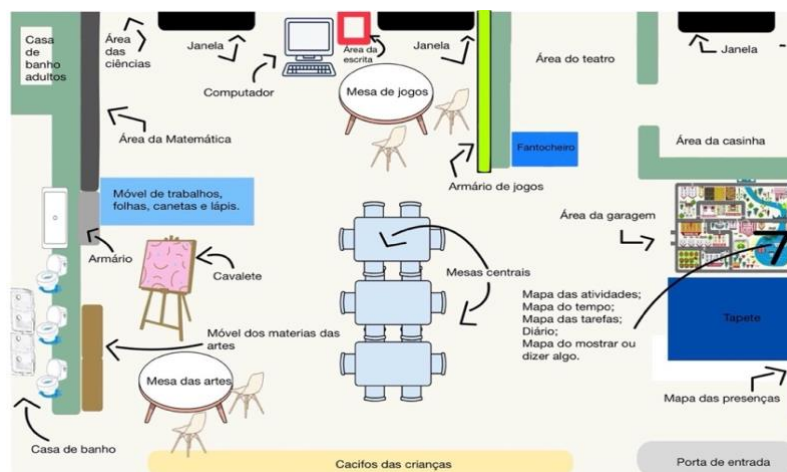 Casa
de
banho
adultos
Área
das
ciências
Janela
Computador
Área da
escrita
Janela
Mesa de jogos
Área do teatro
Janela
Área da Matemática
Fantocheiro
Área da casinha
Armário de jogos
Móvel de trabalhos,
folhas, canetas e lápis.
Área da garagem
Armário
Cavalete
Mesas centrais
Mapa das atividades;
Mapa do tempo;
Mapa das tarefas;
Diário;
Mapa do mostrar ou
dizer algo.
Tapete
Móvel dos materias das
artes
Mesa das artes
Mapa das presenças
Casa de banho
Cacifos das crianças
Porta de entrada